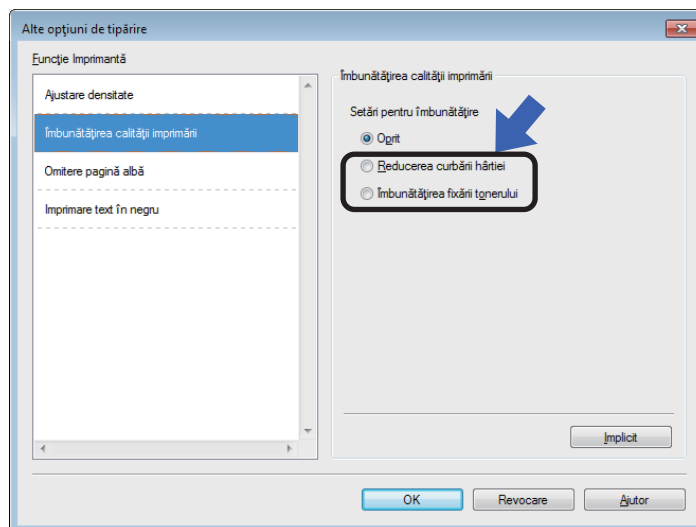 Alte opțiuni de tipărire
Funcție Imprimantă
Ajustare densitate
Îmbunătățirea calității imprimării
Omitere pagină albă
Imprimare text în negru
Îmbunătățirea calității imprimării
Setări pentru îmbunătățire
Oprit
Reducerea curbării hârtiei
Îmbunătățirea fixării tonerului
Implicit
OK
Revocare
Ajutor